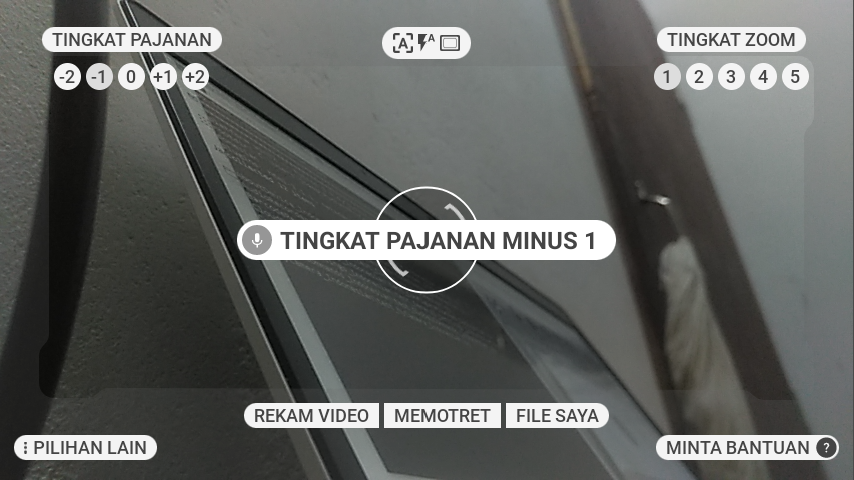 TINGKAT PAJANAN
-2 -1 0 +1 +2
A A
TINGKAT ZOOM
1 2 3 4 5
TINGKAT PAJANAN MINUS 1
REKAM VIDEO MEMOTRET FILE SAYA
PILIHAN LAIN
MINTA BANTUAN ?